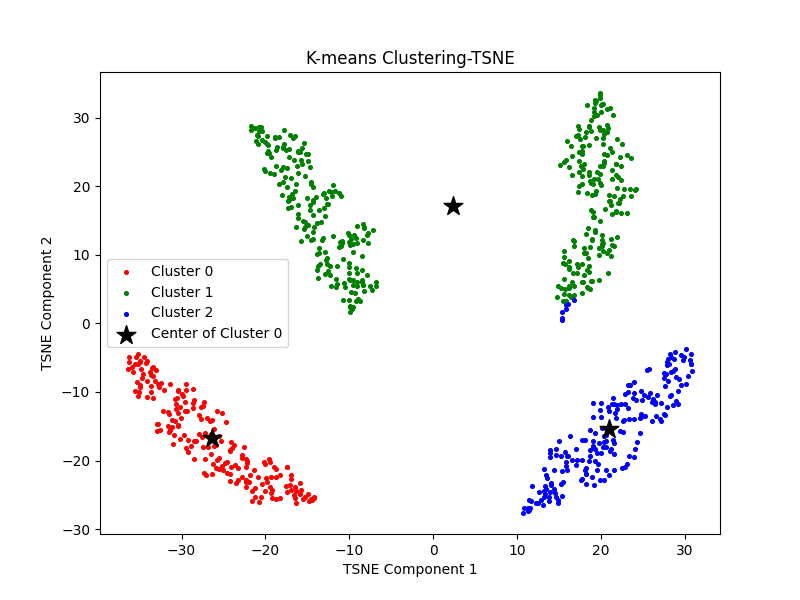 K-means Clustering-TSNE
TSNE Component 2
30
20
10
0
−10
−20
−30
Cluster 0
Cluster 1
Cluster 2
Center of Cluster 0
−30 −20 −10 0 10 20 30
TSNE Component 1